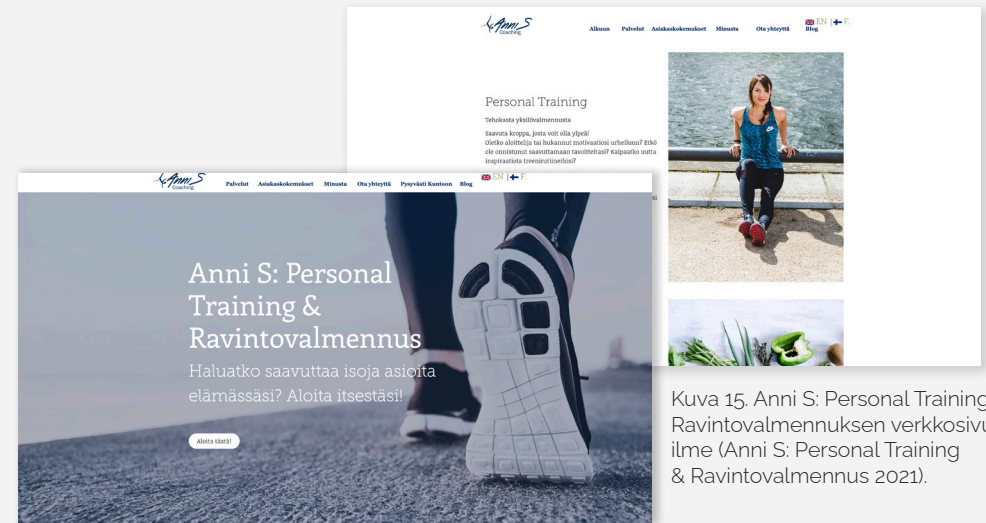 Anni S
Coaching
Alkuun Palvelut Asiakaskokemukset Minusta Ota yhteyttä Blog
EN | F
Personal Training
Tehokasta yksilövalmennusta
Saavuta kroppa, josta voit olla ylpeä!
Oletko aloittelija tai hukannut motivaatiosi urheiluun? Etkö
ole onnistunut saavuttamaan tavoitteitasi? Kaipaatko uutta
inspiraatiota treenirutiineihisi?
si
Anni S
Coaching
Palvelut Asiakaskokemukset Minusta Ota yhteyttä Pysyvästi Kuntoon Blog
EN | F
Anni S: Personal
Training &
Ravintovalmennus
Haluatko saavuttaa isoja asioita
elämässäsi? Aloita itsestäsi!
Aloita tästä!
Kuva 15. Anni S: Personal Training
Ravintovalmennuksen verkkosivu
ilme (Anni S: Personal Training
& Ravintovalmennus 2021).